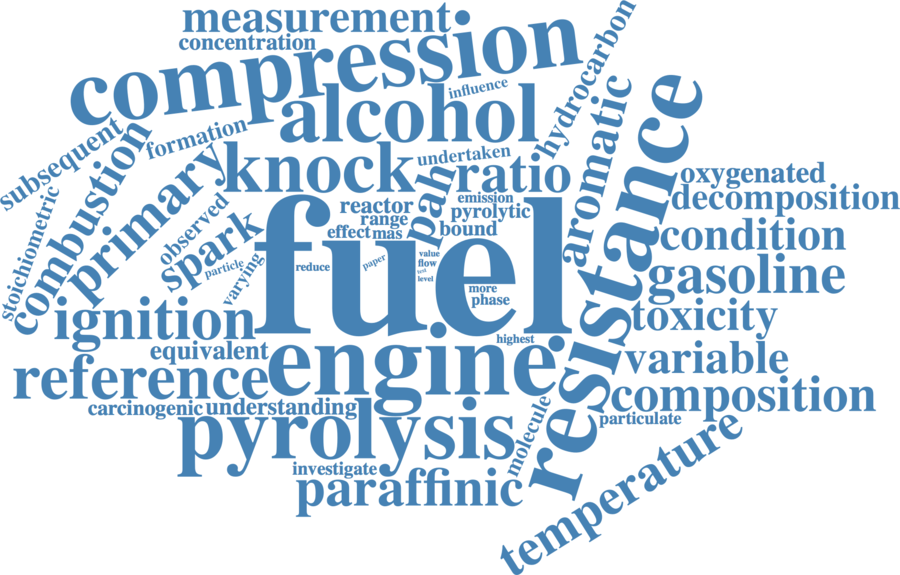 measurement
concentration
compression
influence
hydrocarbon
alcohol
aromatic
subsequent
formation
combustion
knock
undertaken
pah
ratio
resistance
oxygenated
decomposition
primary
stoichiometric
observed
spark
particle
varying
reactor
range
effect
mas
emission
pyrolytic
bound
condition
fuel
reduce
paper
value
flow
test
level
more
phase
gasoline
ignition
toxicity
highest
equivalent
engine
variable
reference
composition
carcinogenic
understanding
pyrolysis
molecule
particulate
investigate
paraffinic
temperature